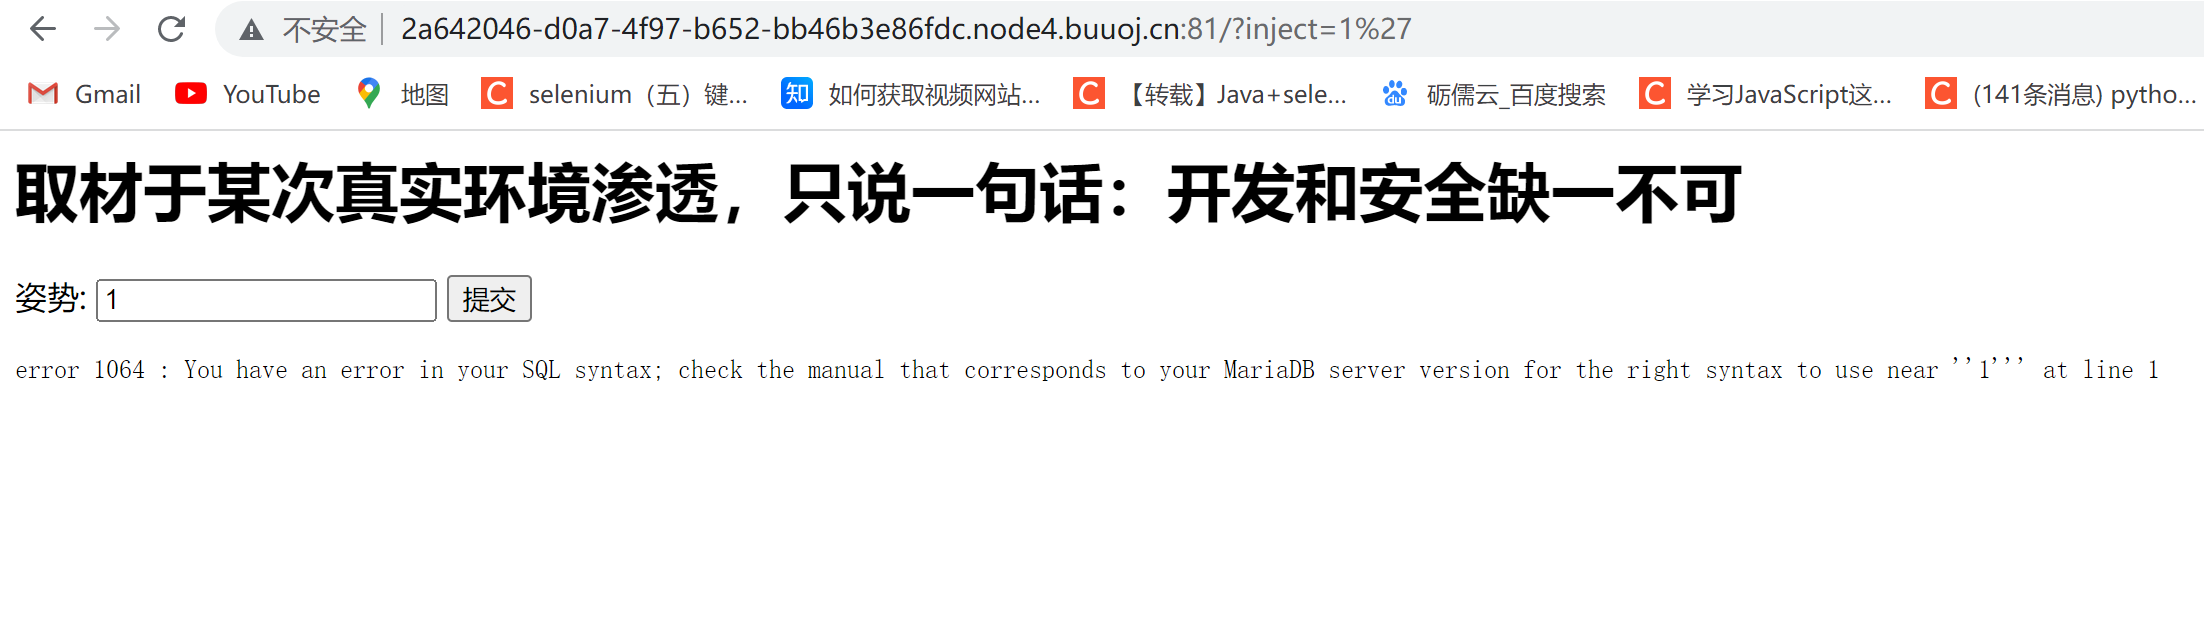 不安全 2a642046-d0a7-4f97-b652-bb46b3e86fdc.node4.buuoj.cn:81/?inject=1%27
Gmail YouTube 地图 selenium（五）键... 知 如何获取视频网站... 【转载】Java+sele... 砺儒云_百度搜索 学习JavaScript这... (141条消息) pytho...
取材于某次真实环境渗透，只说一句话：开发和安全缺一不可
姿势: 1 提交
error 1064 : You have an error in your SQL syntax; check the manual that corresponds to your MariaDB server version for the right syntax to use near ''1''' at line 1